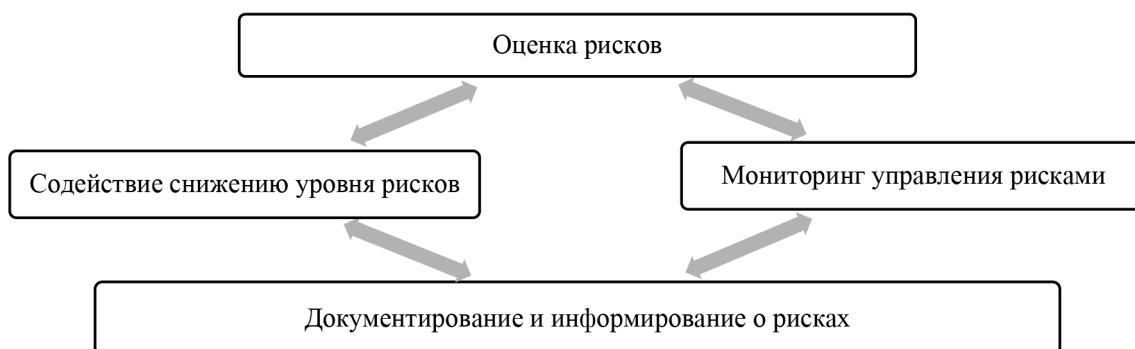 Оценка рисков
Содействие снижению уровня рисков
Мониторинг управления рисками
Документирование и информирование о рисках